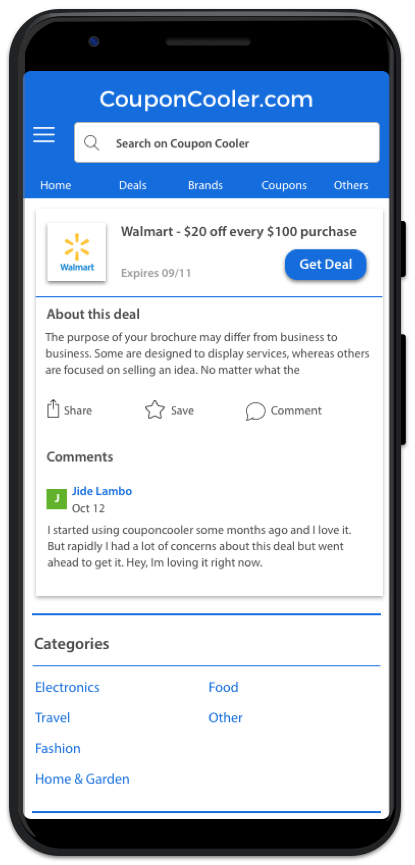 CouponCooler.com
Search on Coupon Cooler
Home Deals Brands Coupons Others
Walmart - $20 off every $100 purchase
Walmart
Expires 09/11
Get Deal
About this deal
The purpose of your brochure may differ from business to
business. Some are designed to display services, whereas others
are focused on selling an idea. No matter what the
Share Save Comment
Comments
J
Jide Lambo
Oct 12
I started using couponcooler some months ago and I love it.
But rapidly I had a lot of concerns about this deal but went
ahead to get it. Hey, Im loving it right now.
Categories
Electronics Food
Travel Other
Fashion
Home & Garden